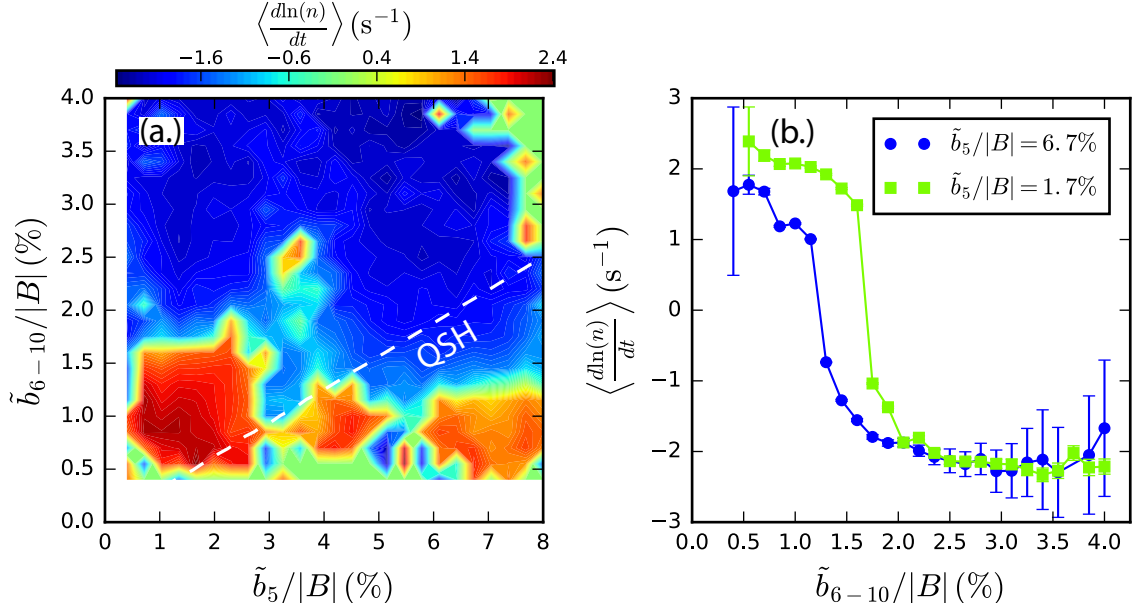 ⟨dln(n)/dt⟩ (s⁻¹)
−1.6 −0.6 0.4 1.4 2.4
(a.)
4.0
3.5
3.0
2.5
2.0
1.5
1.0
0.5
0.0
b̃₆₋₁₀/|B| (%)
QSH
0 1 2 3 4 5 6 7 8
b̃₅/|B| (%)
(b.)
b̃₅/|B| = 6.7%
b̃₅/|B| = 1.7%
3
2
1
0
−1
−2
−3
⟨dln(n)/dt⟩ (s⁻¹)
0.0 0.5 1.0 1.5 2.0 2.5 3.0 3.5 4.0
b̃₆₋₁₀/|B| (%)